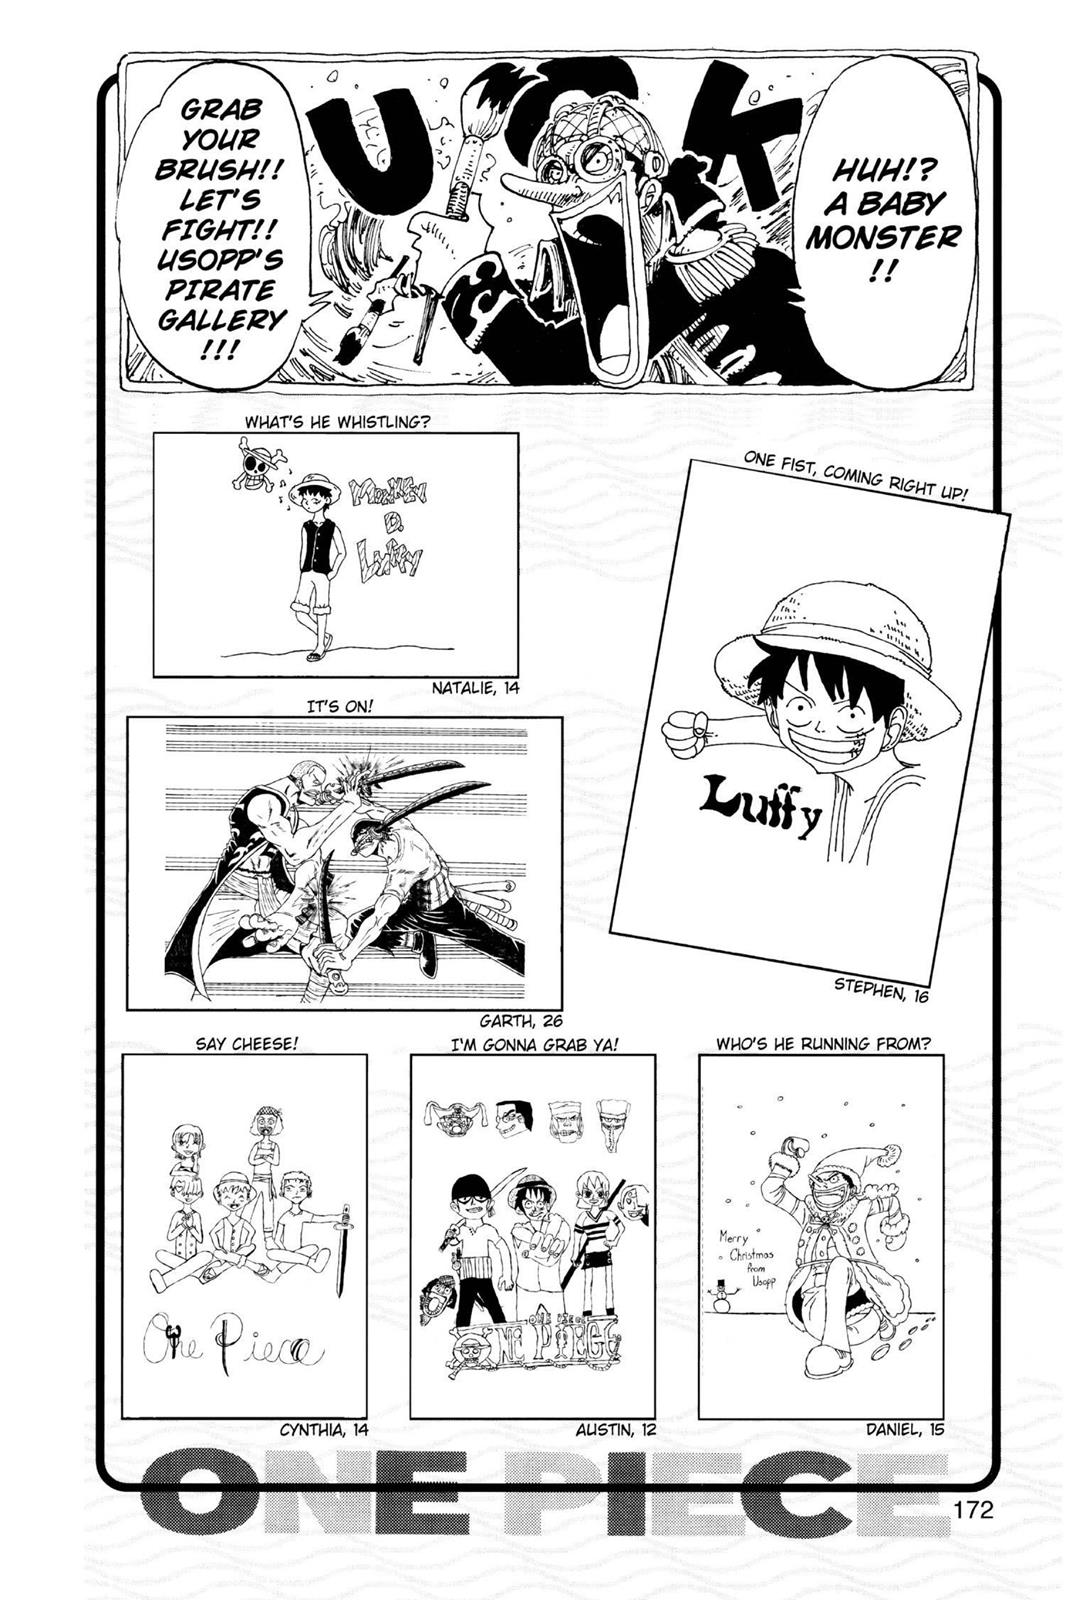 GRAB
YOUR
BRUSH!!
LET'S
FIGHT!!
USOPP'S
PIRATE
GALLERY
!!!
USK
HUH!?
A BABY
MONSTER
!!
WHAT'S HE WHISTLING?
MONKEY
D.
LUFFY
NATALIE, 14
ONE FIST, COMING RIGHT UP!
Luffy
STEPHEN, 16
IT'S ON!
GARTH, 26
SAY CHEESE!
One Piece
CYNTHIA, 14
I'M GONNA GRAB YA!
ONE PIECE
AUSTIN, 12
WHO'S HE RUNNING FROM?
Merry
Christmas
from
Usopp
DANIEL, 15
ONE PIECE
172